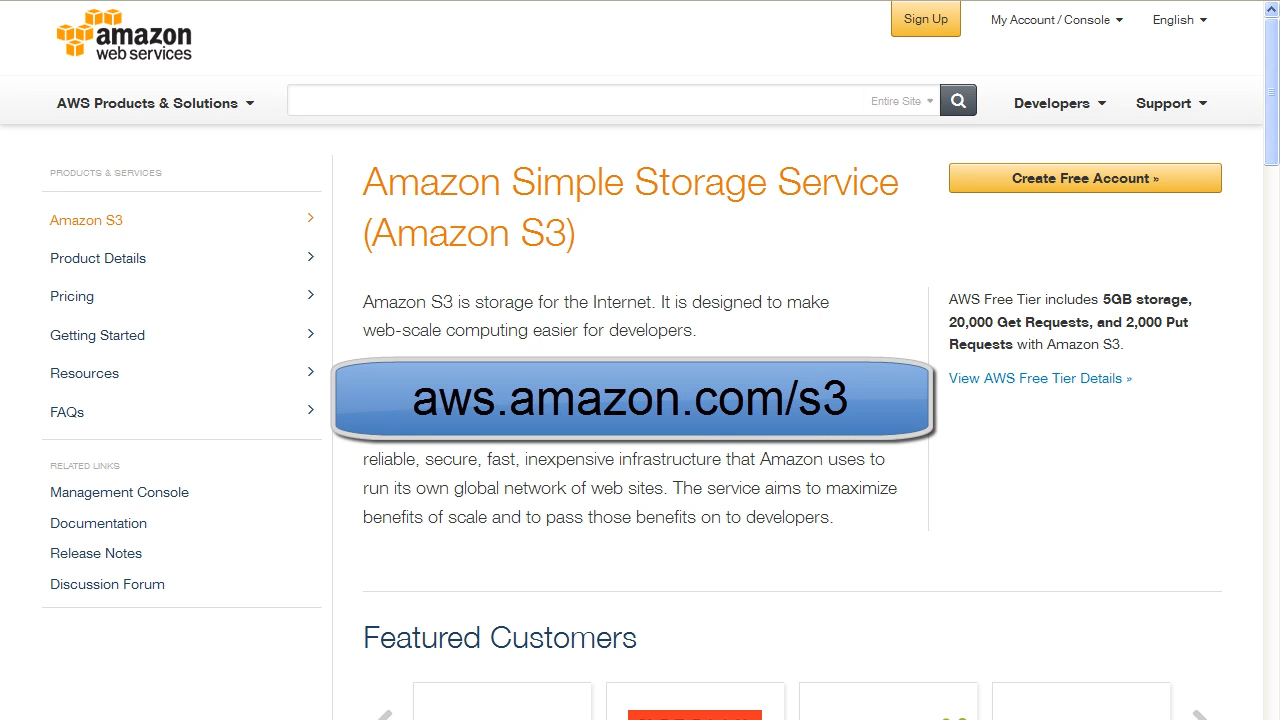 amazon
web services
Sign Up
My Account / Console
English
AWS Products & Solutions
Entire Site
Developers
Support
PRODUCTS & SERVICES
Amazon S3
Product Details
Pricing
Getting Started
Resources
FAQs
RELATED LINKS
Management Console
Documentation
Release Notes
Discussion Forum
Amazon Simple Storage Service
(Amazon S3)
Amazon S3 is storage for the Internet. It is designed to make
web-scale computing easier for developers.
aws.amazon.com/s3
reliable, secure, fast, inexpensive infrastructure that Amazon uses to
run its own global network of web sites. The service aims to maximize
benefits of scale and to pass those benefits on to developers.
Create Free Account »
AWS Free Tier includes 5GB storage,
20,000 Get Requests, and 2,000 Put
Requests with Amazon S3.
View AWS Free Tier Details »
Featured Customers